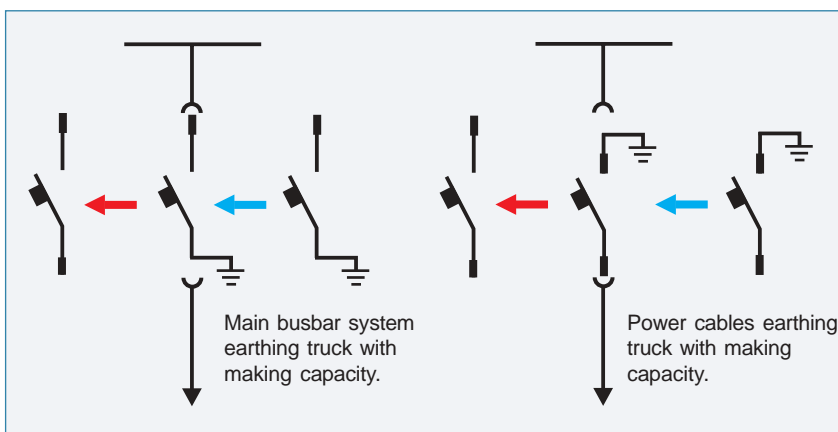 Main busbar system
earthing truck with
making capacity.
Power cables earthing
truck with making
capacity.